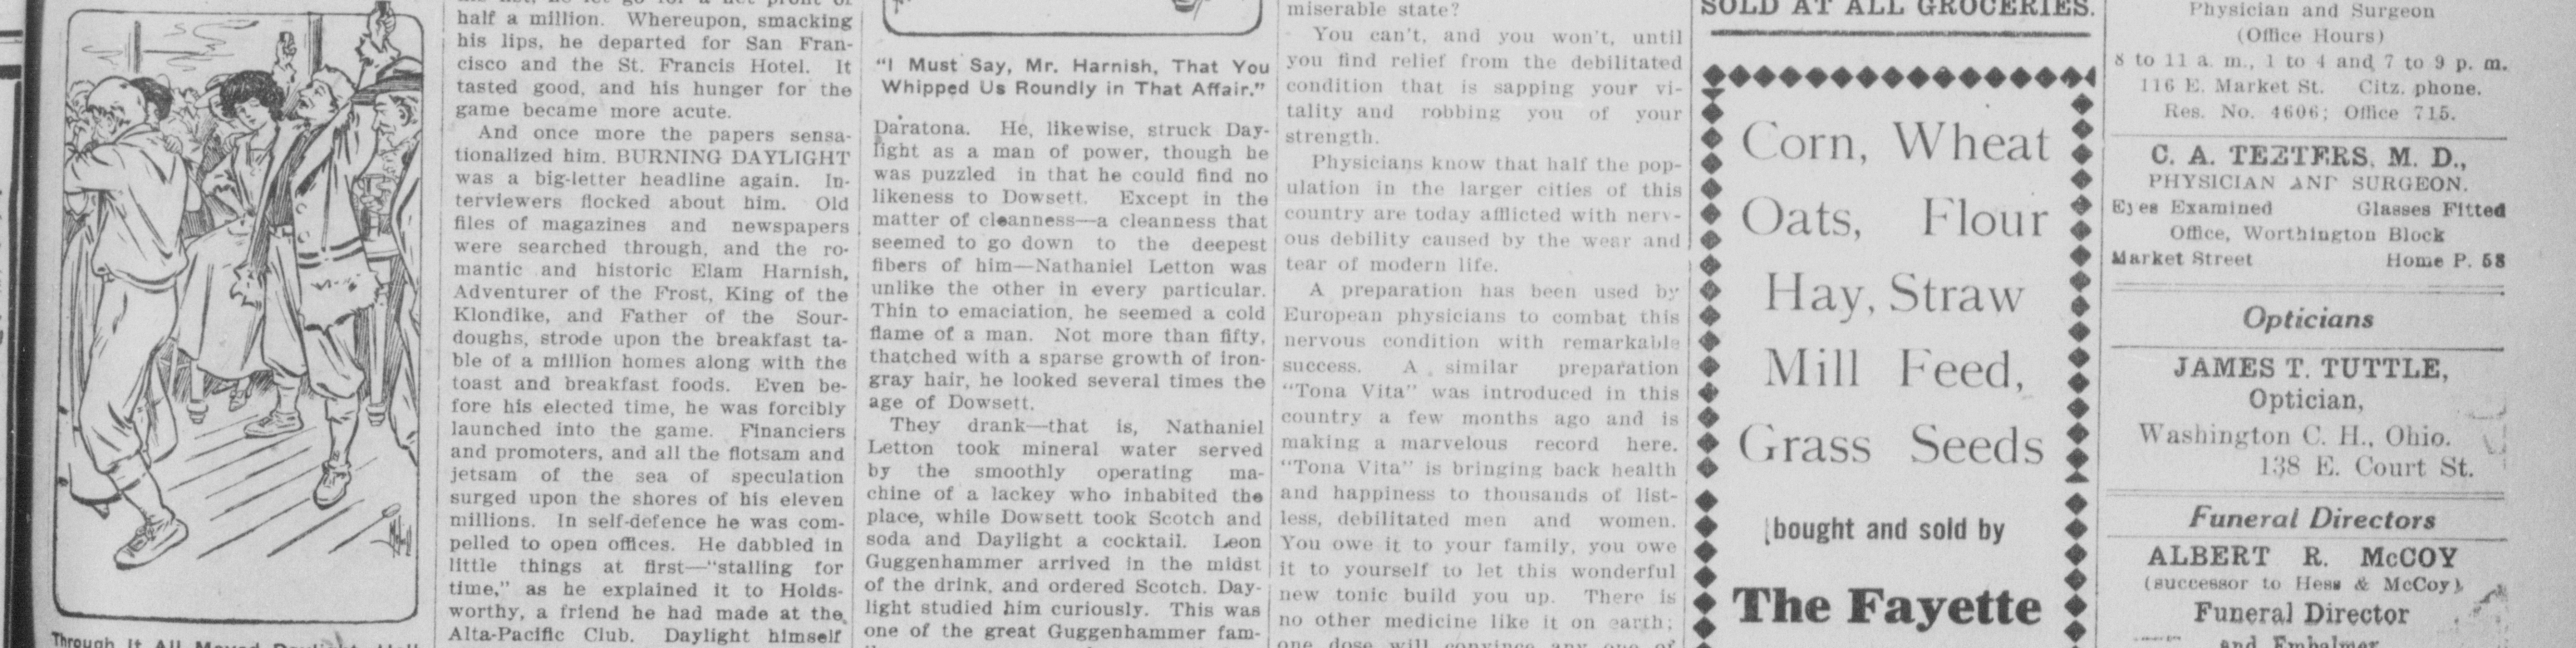 Through It All Moved Daylight,
half a million. Whereupon, smacking
his lips, he departed for San Fran-
cisco and the St. Francis Hotel. It
tasted good, and his hunger for the
game became more acute.
And once more the papers sensa-
tionalized him. BURNING DAYLIGHT
was a big-letter headline again. In-
terviewers flocked about him. Old
files of magazines and newspapers
were searched through, and the ro-
mantic and historic Elam Harnish,
Adventurer of the Frost, King of the
Klondike, and Father of the Sour-
doughs, strode upon the breakfast ta-
ble of a million homes along with the
toast and breakfast foods. Even be-
fore his elected time, he was forcibly
launched into the game. Financiers
and promoters, and all the flotsam and
jetsam of the sea of speculation
surged upon the shores of his eleven
millions. In self-defence he was com-
pelled to open offices. He dabbled in
little things at first—"stalling for
time," as he explained it to Holds-
worthy, a friend he had made at the
Alta-Pacific Club. Daylight himself
"I Must Say, Mr. Harnish, That You
Whipped Us Roundly in That Affair."
Daratona. He, likewise, struck Day-
light as a man of power, though he
was puzzled in that he could find no
likeness to Dowsett. Except in the
matter of cleanness—a cleanness that
seemed to go down to the deepest
fibers of him—Nathaniel Letton was
unlike the other in every particular.
Thin to emaciation, he seemed a cold
flame of a man. Not more than fifty,
thatched with a sparse growth of iron-
gray hair, he looked several times the
age of Dowsett.
They drank—that is, Nathaniel
Letton took mineral water served
by the smoothly operating ma-
chine of a lackey who inhabited the
place, while Dowsett took Scotch and
soda and Daylight a cocktail. Leon
Guggenhammer arrived in the midst
of the drink, and ordered Scotch. Day-
light studied him curiously. This was
one of the great Guggenhammer fam-
miserable state?
You can't, and you won't, until
you find relief from the debilitated
condition that is sapping your vi-
tality and robbing you of your
strength.
Physicians know that half the pop-
ulation in the larger cities of this
country are today afflicted with nerv-
ous debility caused by the wear and
tear of modern life.
A preparation has been used by
European physicians to combat this
nervous condition with remarkable
success. A similar preparation
"Tona Vita" was introduced in this
country a few months ago and is
making a marvelous record here.
"Tona Vita" is bringing back health
and happiness to thousands of list-
less, debilitated men and women.
You owe it to your family, you owe
it to yourself to let this wonderful
new tonic build you up. There is
no other medicine like it on earth;
one dose will convince any one of
SOLD AT ALL GROCERIES.
Corn, Wheat
Oats, Flour
Hay, Straw
Mill Feed,
Grass Seeds
bought and sold by
The Fayette
Physician and Surgeon
(Office Hours)
8 to 11 a. m., 1 to 4 and 7 to 9 p. m.
116 E. Market St. Citz. phone.
Res. No. 4606; Office 715.
C. A. TEETERS, M. D.,
PHYSICIAN AND SURGEON.
Eyes Examined Glasses Fitted
Office, Worthington Block
Market Street Home P. 58
Opticians
JAMES T. TUTTLE,
Optician,
Washington C. H., Ohio.
138 E. Court St.
Funeral Directors
ALBERT R. McCOY
(successor to Hess & McCoy)
Funeral Director
and Embalmer